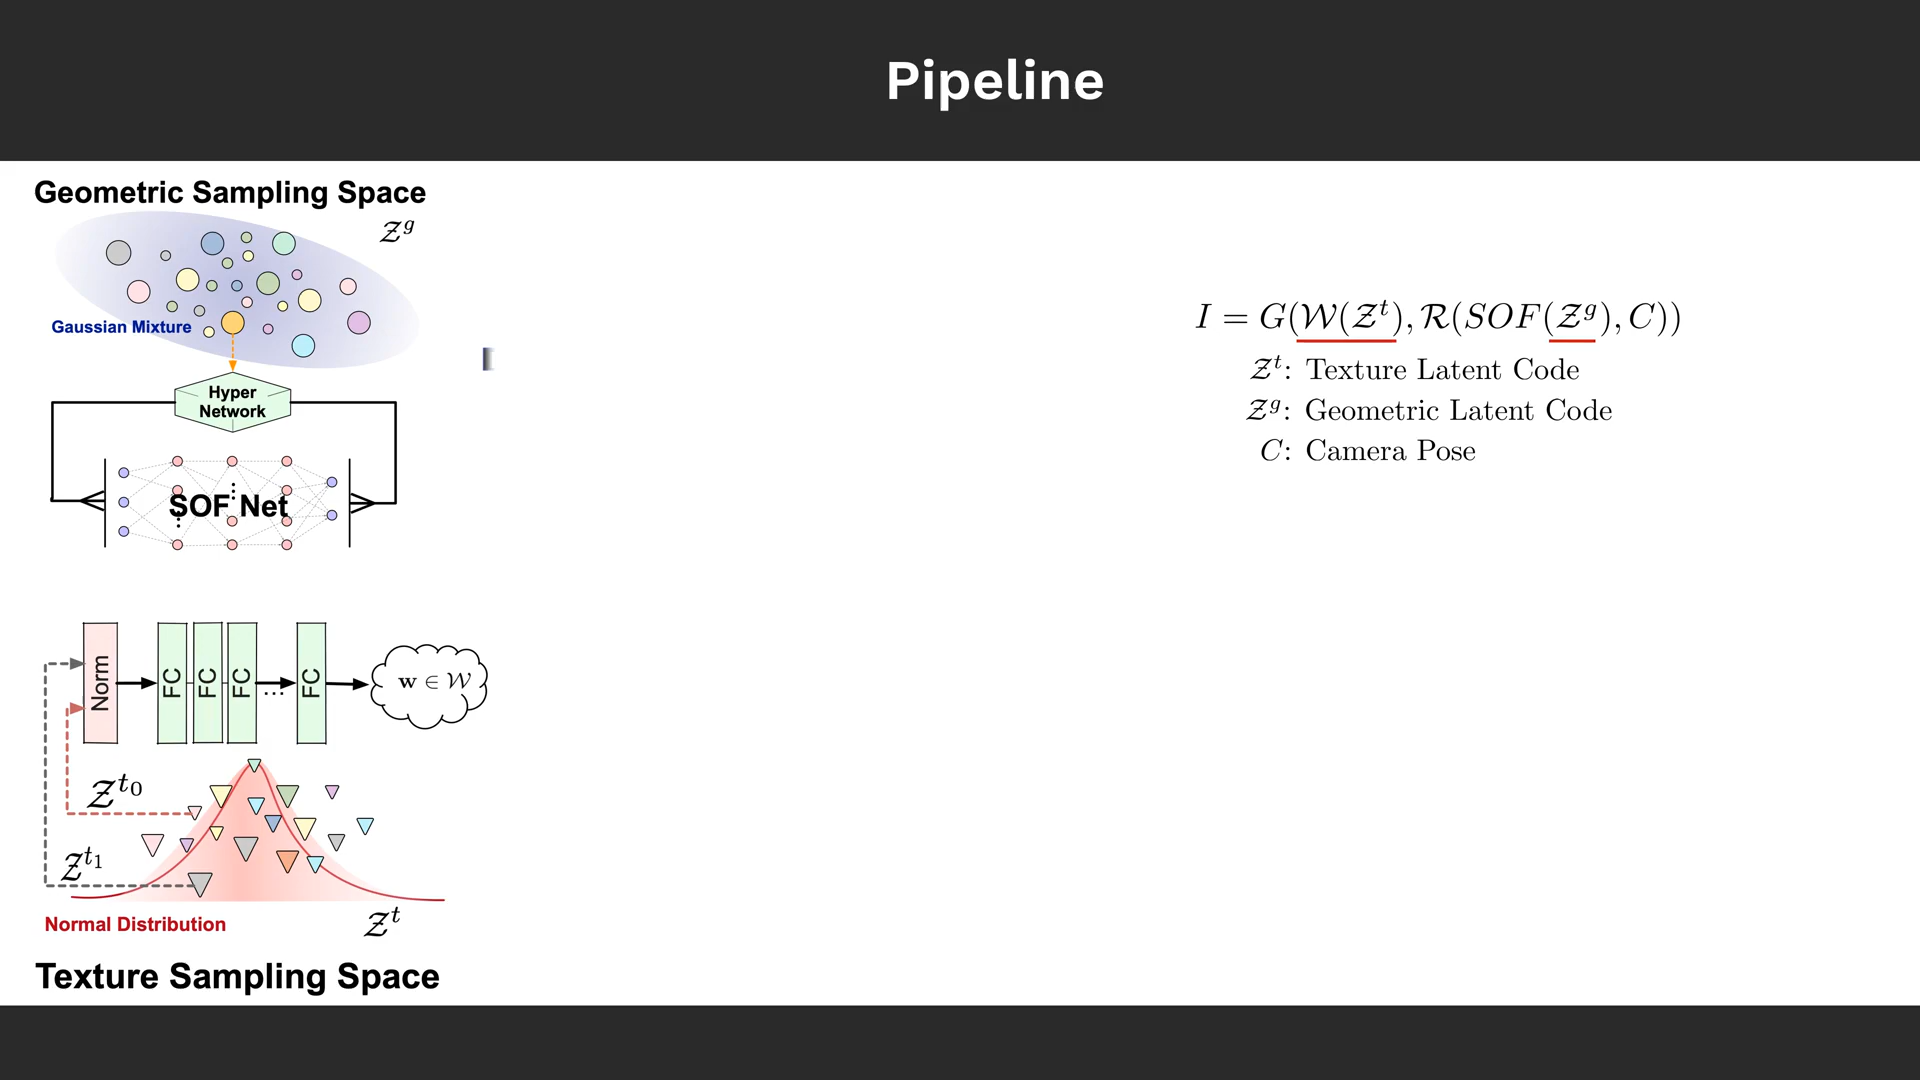 Pipeline
Geometric Sampling Space
𝒵^g
Gaussian Mixture
Hyper
Network
SOF Net
Norm
FC
FC
FC
...
FC
w ∈ 𝒲
𝒵^{t_0}
𝒵^{t_1}
Normal Distribution
𝒵^t
Texture Sampling Space
I = G(𝒲(𝒵^t), ℛ(SOF(𝒵^g), C))
𝒵^t: Texture Latent Code
𝒵^g: Geometric Latent Code
C: Camera Pose